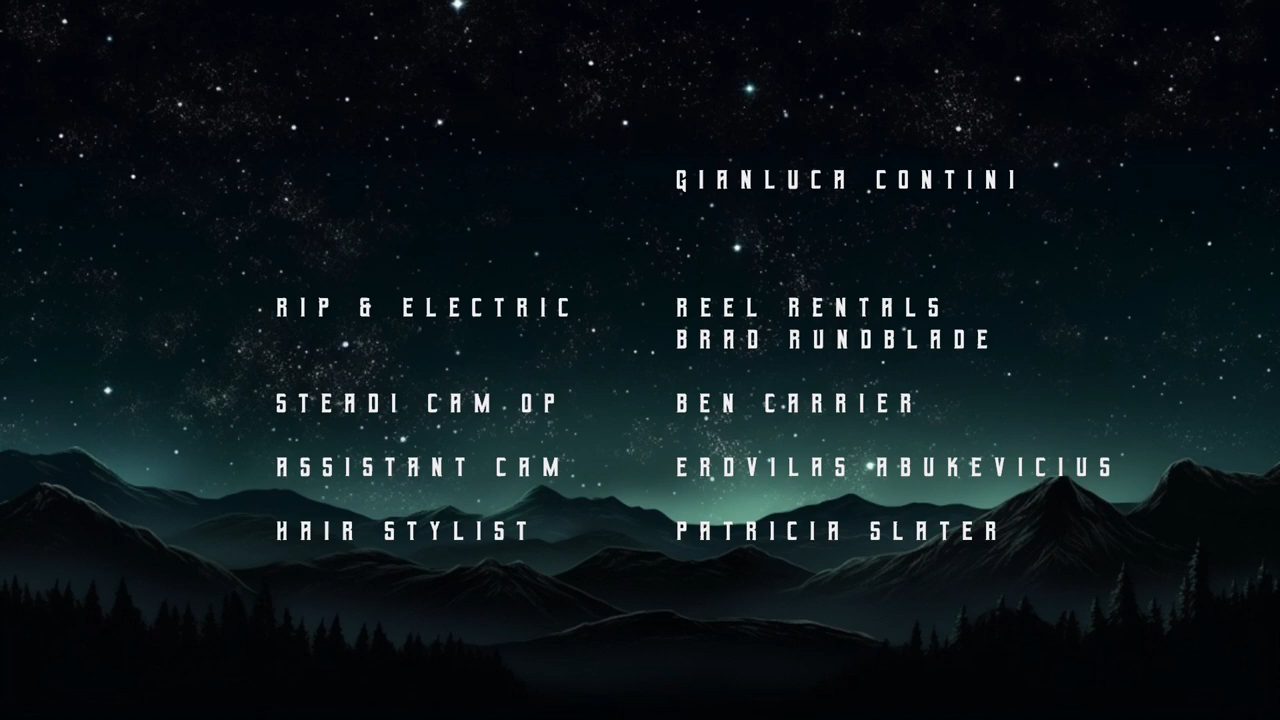 GIANLUCA CONTINI
RIP & ELECTRIC REEL RENTALS
BRAD RUNDBLADE
STEADI CAM OP BEN CARRIER
ASSISTANT CAM ERDV1LAS ABUKEVICIUS
HAIR STYLIST PATRICIA SLATER